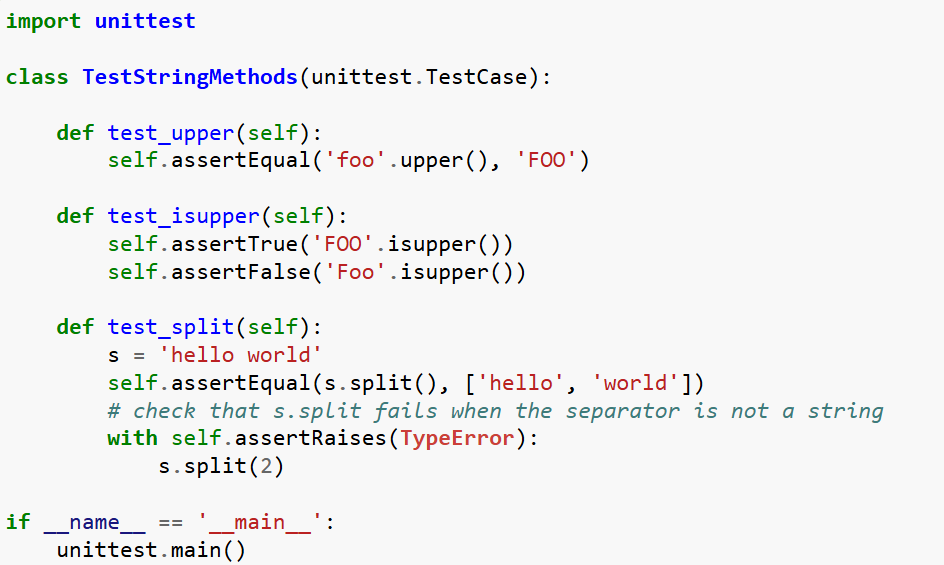 import unittest

class TestStringMethods(unittest.TestCase):

    def test_upper(self):
        self.assertEqual('foo'.upper(), 'FOO')

    def test_isupper(self):
        self.assertTrue('FOO'.isupper())
        self.assertFalse('Foo'.isupper())

    def test_split(self):
        s = 'hello world'
        self.assertEqual(s.split(), ['hello', 'world'])
        # check that s.split fails when the separator is not a string
        with self.assertRaises(TypeError):
            s.split(2)

if __name__ == '__main__':
    unittest.main()